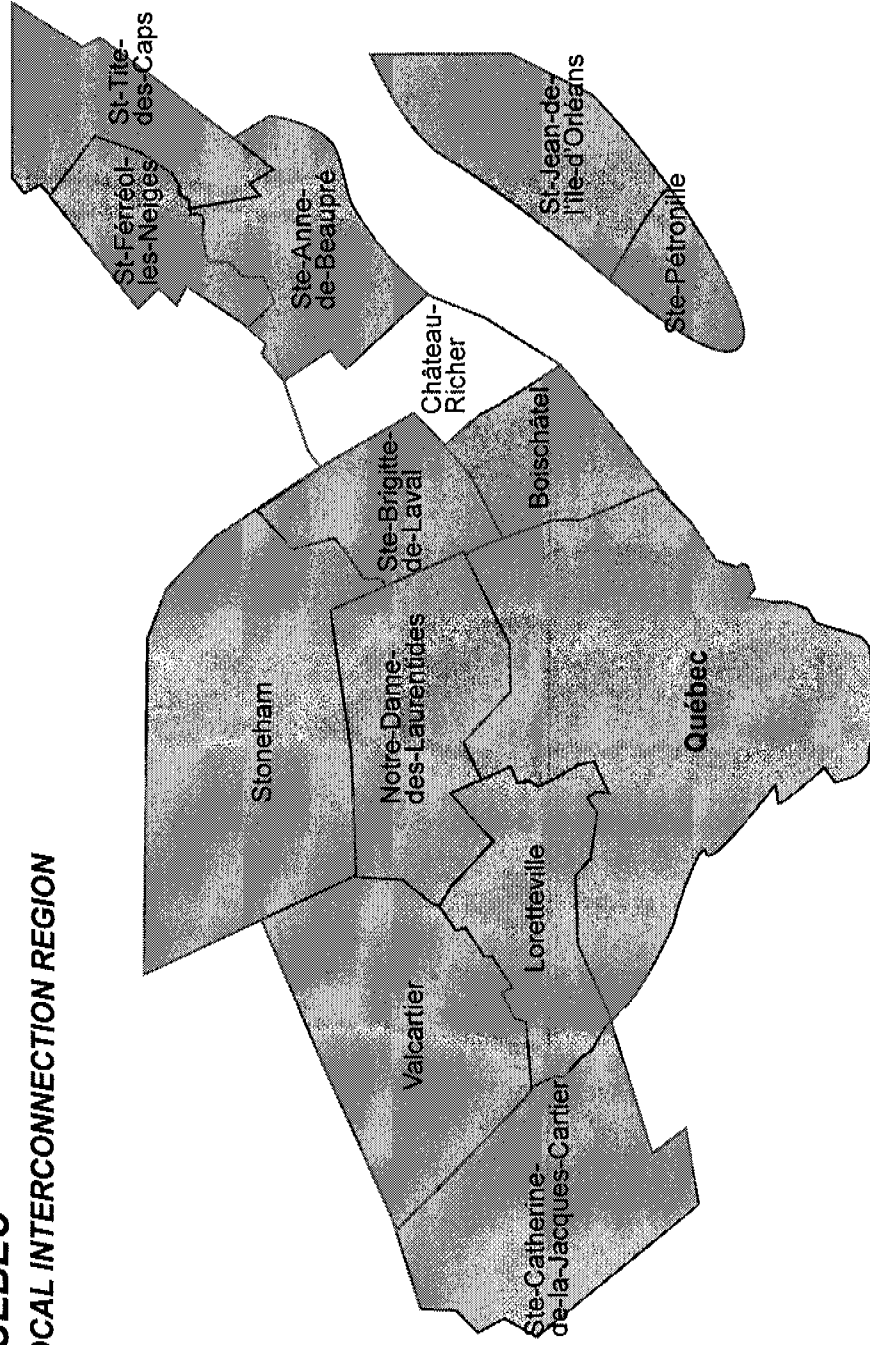 OCAL INTERCONNECTION REGION
St-Ferréol-
les-Neiges
St-Tite-
des-Caps
Stoneham
Ste-Anne-
de-Beaupré
Notre-Dame-
des-Laurentides
Ste-Brigitte-
de-Laval
Valcartier
Château-
Richer
Ste-Catherine-
de-la-Jacques-Cartier
Loretteville
Boischâtel
St-Jean-de-
l'Île-d'Orléans
Ste-Pétronille
Québec